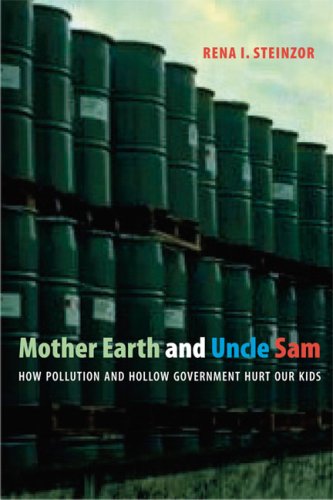 RENA I. STEINZOR
Mother Earth and Uncle Sam
HOW POLLUTION AND HOLLOW GOVERNMENT HURT OUR KIDS